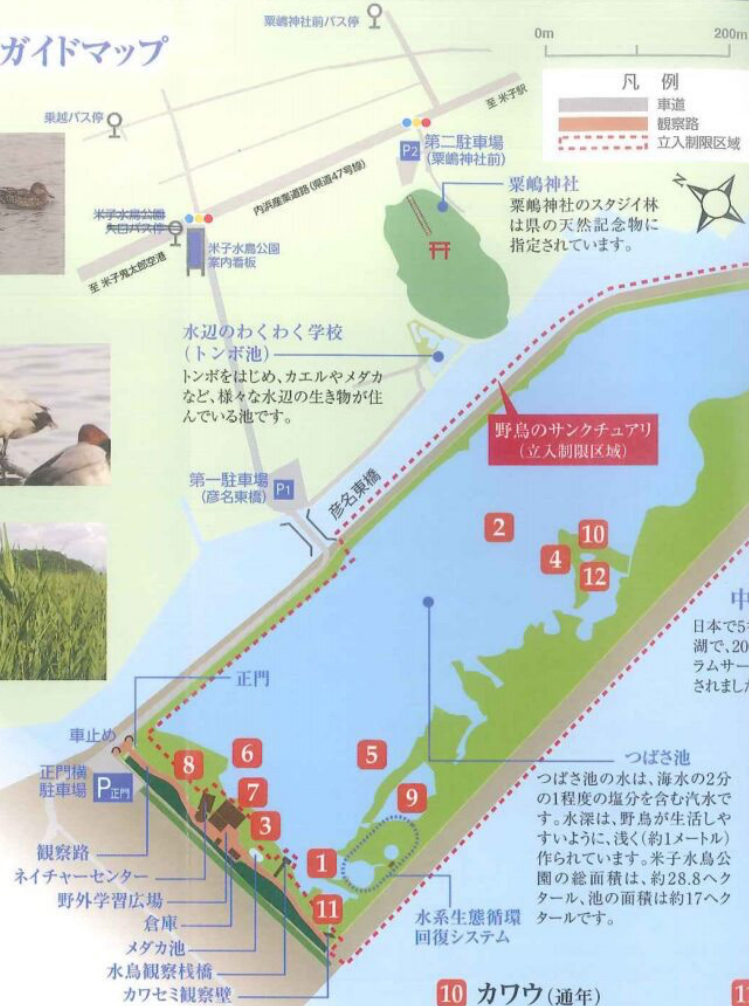 ガイドマップ
粟嶋神社前バス停
0m 200m
凡 例
車道
観察路
立入制限区域
乗越バス停
至 米子駅
第二駐車場
(粟嶋神社前)
P2
内浜産業道路(県道47号線)
粟嶋神社
粟嶋神社のスダジイ林
は県の天然記念物に
指定されています。
N
米子水鳥公園
入口バス停
米子水鳥公園
案内看板
至 米子鬼太郎空港
水辺のわくわく学校
(トンボ池)
トンボをはじめ、カエルやメダカ
など、様々な水辺の生き物が住
んでいる池です。
野鳥のサンクチュアリ
(立入制限区域)
第一駐車場
(彦名東橋)
P1
彦名東橋
2
10
4
12
中
日本で5
湖で、20
ラムサー
されまし
正門
車止め
正門横
駐車場
P正門
8
6
7
3
5
9
1
11
つばさ池
つばさ池の水は、海水の2分
の1程度の塩分を含む汽水で
す。水深は、野鳥が生活しや
すいように、浅く(約1メートル)
作られています。米子水鳥公
園の総面積は、約28.8ヘク
タール、池の面積は約17ヘク
タールです。
観察路
ネイチャーセンター
野外学習広場
倉庫
メダカ池
水鳥観察桟橋
カワセミ観察壁
水系生態循環
回復システム
10 カワウ(通年)